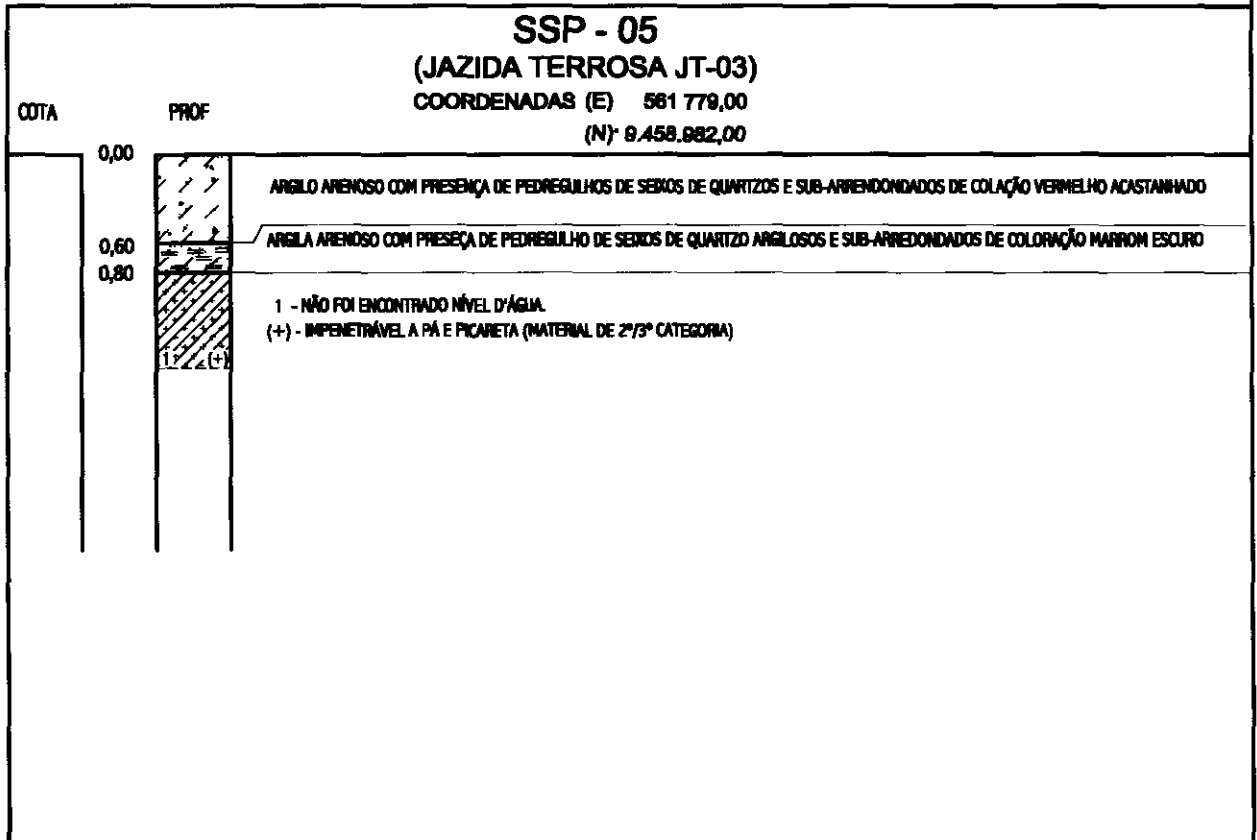 SSP - 05
(JAZIDA TERROSA JT-03)
COORDENADAS (E) 561 779,00
(N) 9.458.982,00
COTA PROF
0,00
ARGILO ARENOSO COM PRESENÇA DE PEDREGULHOS DE SEIXOS DE QUARTZOS E SUB-ARRENDONDADOS DE COLAÇÃO VERMELHO ACASTANHADO
0,60 ARGILA ARENOSO COM PRESEÇA DE PEDREGULHO DE SEIXOS DE QUARTZO ARGILOSOS E SUB-ARREDONDADOS DE COLORAÇÃO MARROM ESCURO
0,80
1 - NÃO FOI ENCONTRADO NÍVEL D'ÁGUA.
(+) - IMPENETRÁVEL A PÁ E PICARETA (MATERIAL DE 2ª/3ª CATEGORIA)
1 (+)